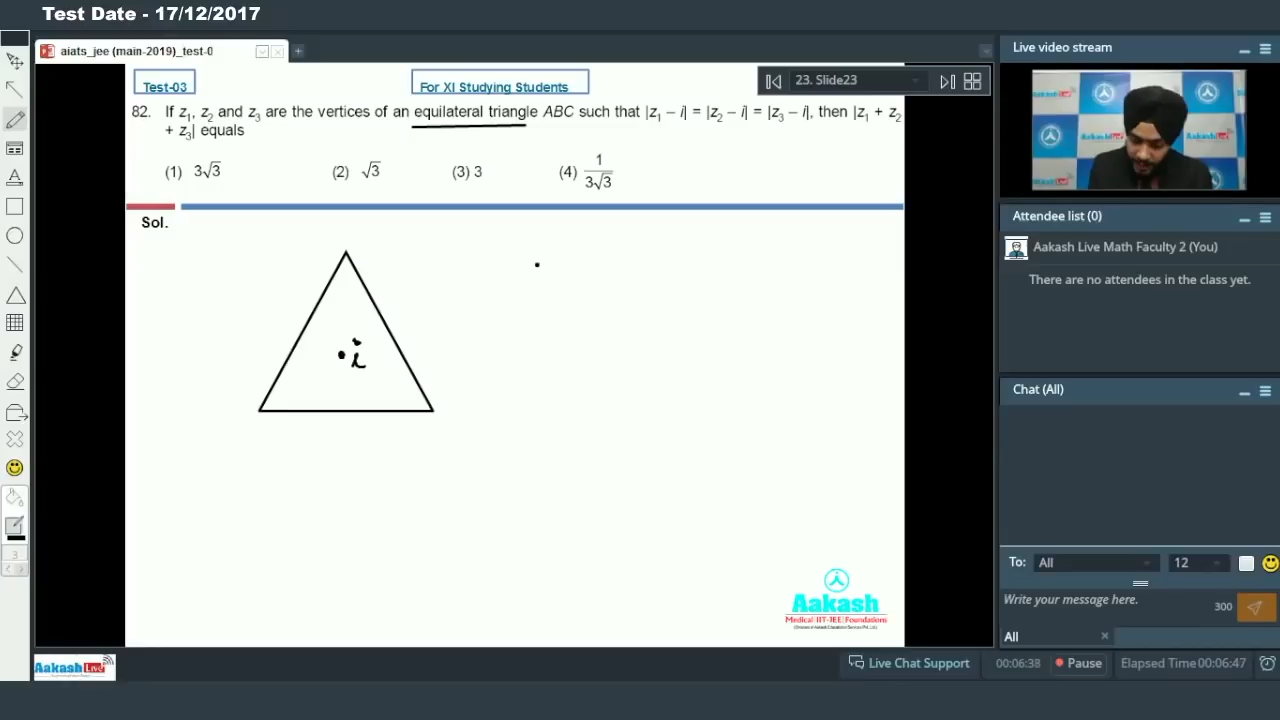 Test Date - 17/12/2017
aiats_jee (main-2019)_test-0
Live video stream
Test-03
For XI Studying Students
23. Slide23
82. If z₁, z₂ and z₃ are the vertices of an equilateral triangle ABC such that |z₁ – i| = |z₂ – i| = |z₃ – i|, then |z₁ + z₂
+ z₃| equals
(1) 3√3 (2) √3 (3) 3 (4) 1/(3√3)
Sol.
i
Attendee list (0)
Aakash Live Math Faculty 2 (You)
There are no attendees in the class yet.
Chat (All)
To: All 12
Write your message here.
300
All
3
Aakash
Medical|IIT-JEE|Foundations
Aakash Live
Live Chat Support
00:06:38
Pause
Elapsed Time 00:06:47